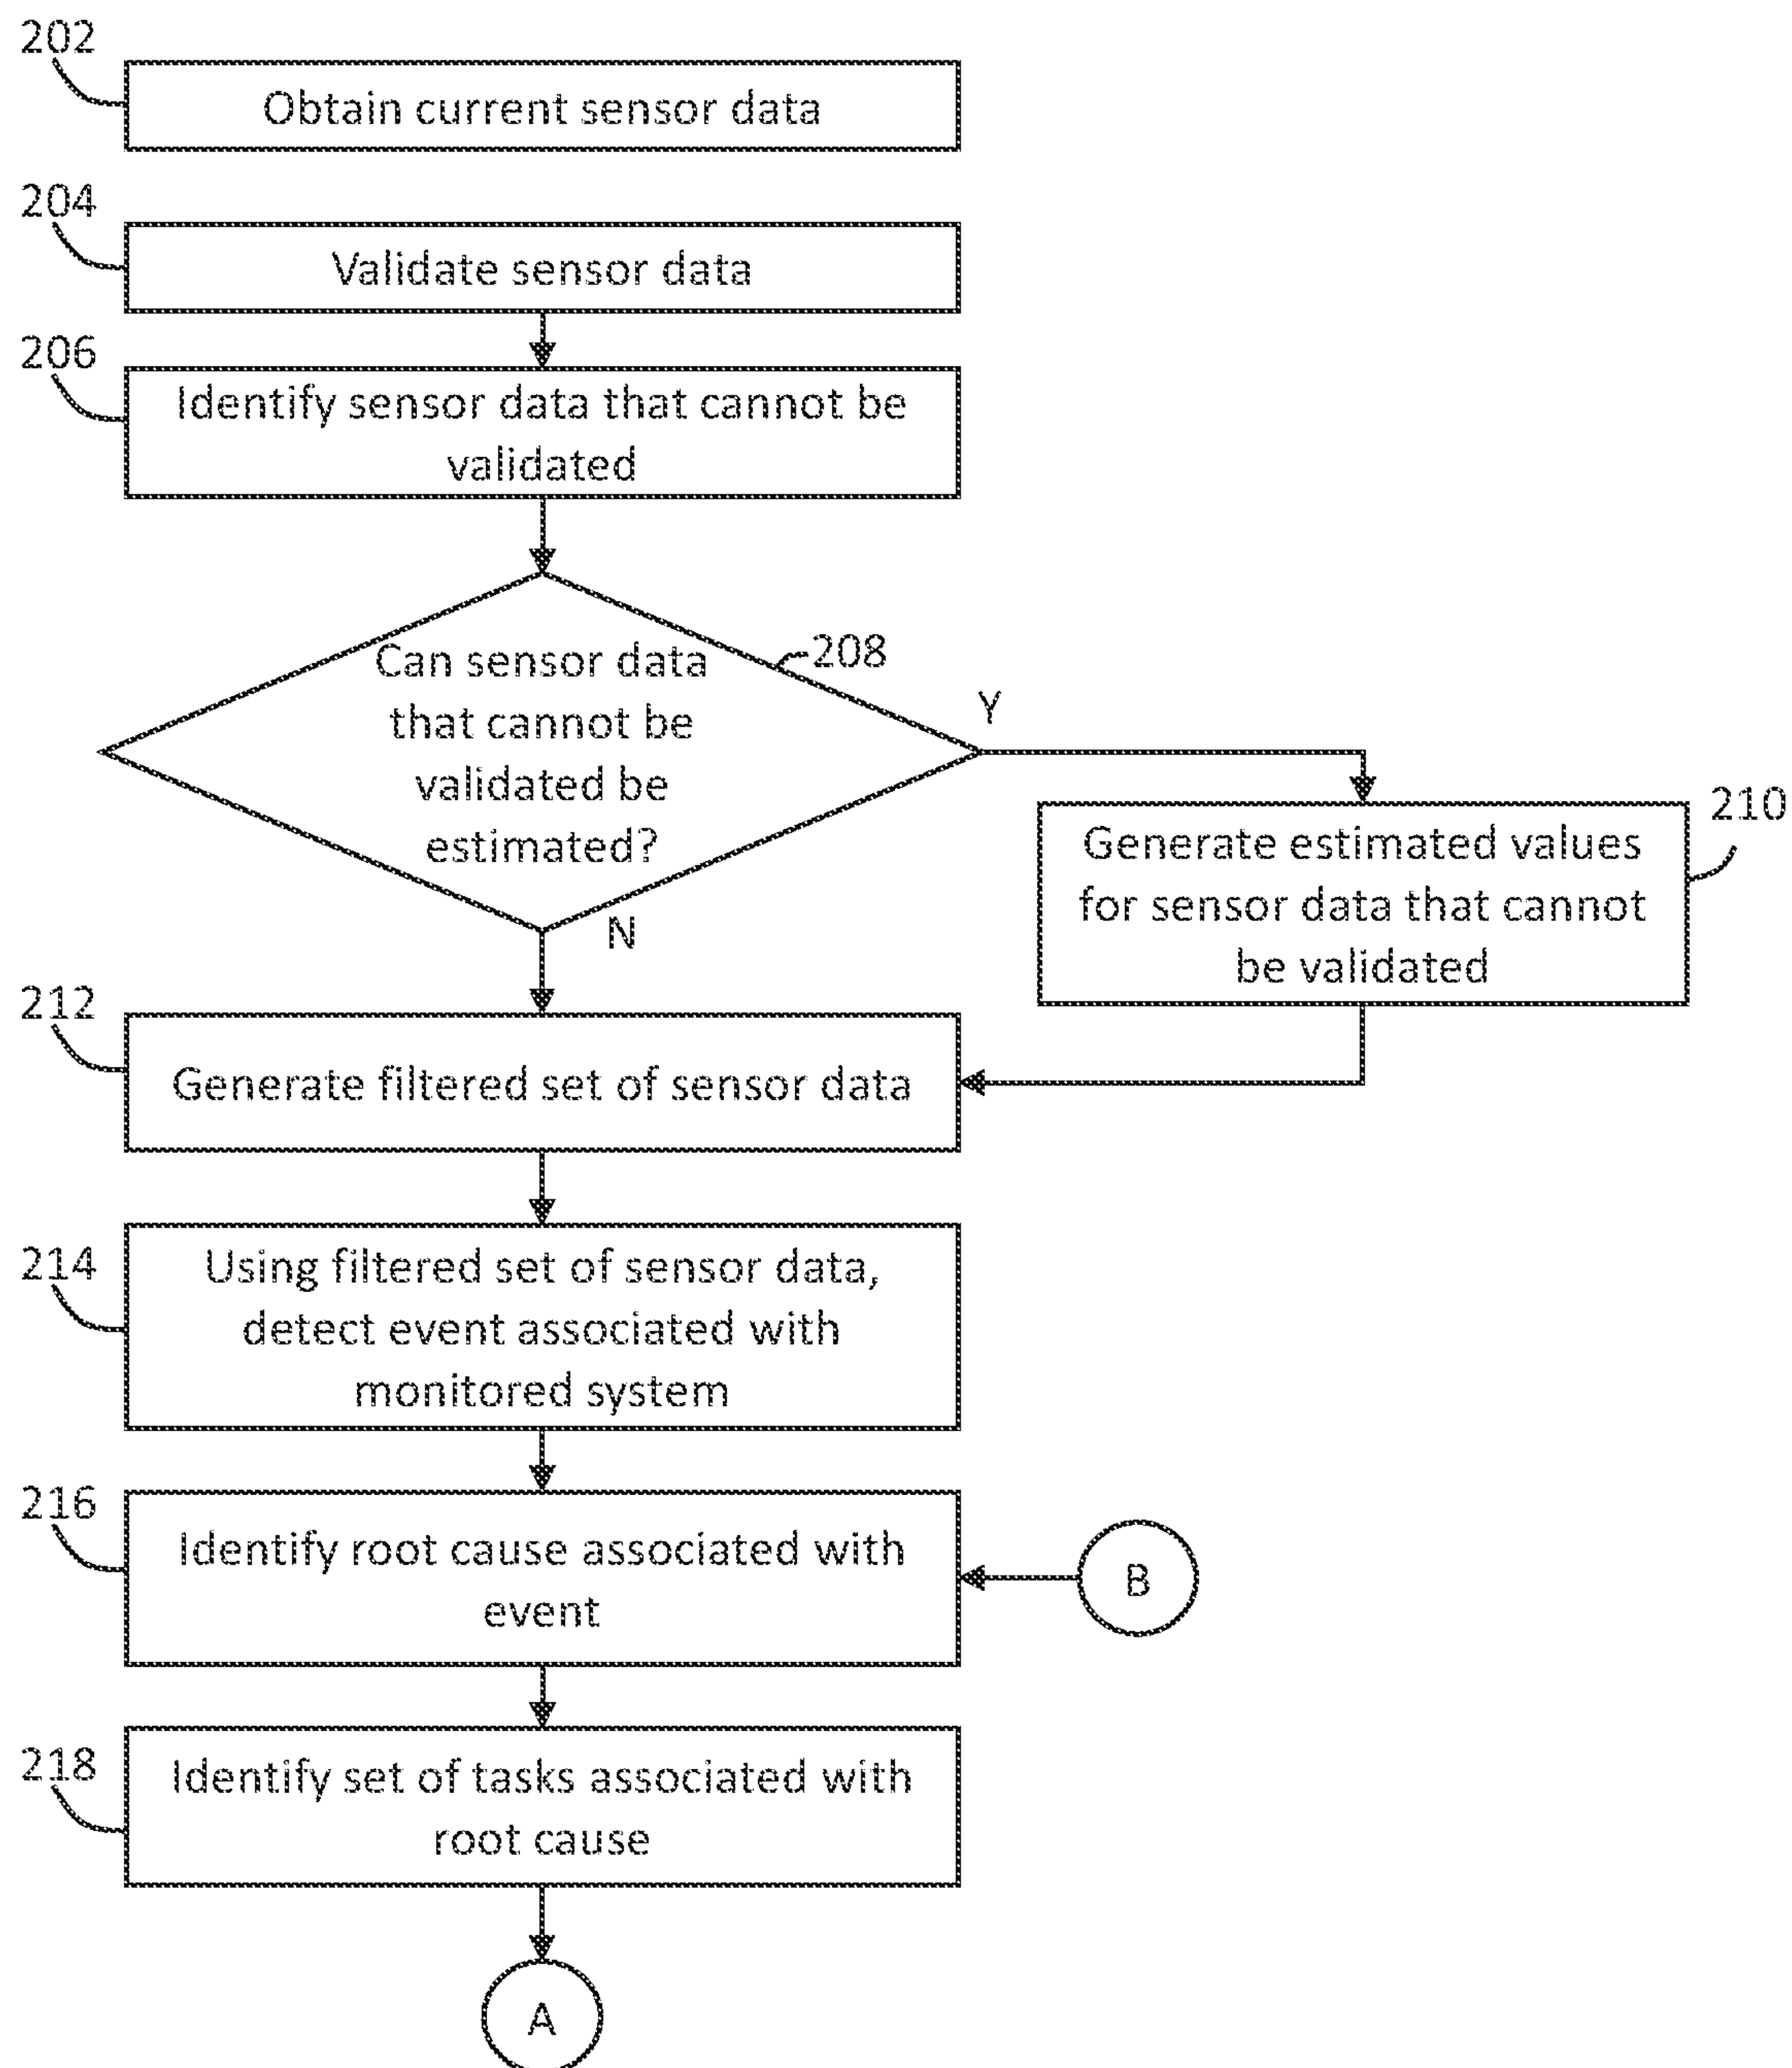 202
Obtain current sensor data
204
Validate sensor data
206
Identify sensor data that cannot be
validated
Can sensor data
that cannot be
validated be
estimated?
208
Y
210
Generate estimated values
for sensor data that cannot
be validated
N
212
Generate filtered set of sensor data
214
Using filtered set of sensor data,
detect event associated with
monitored system
216
Identify root cause associated with
event
B
218
Identify set of tasks associated with
root cause
A